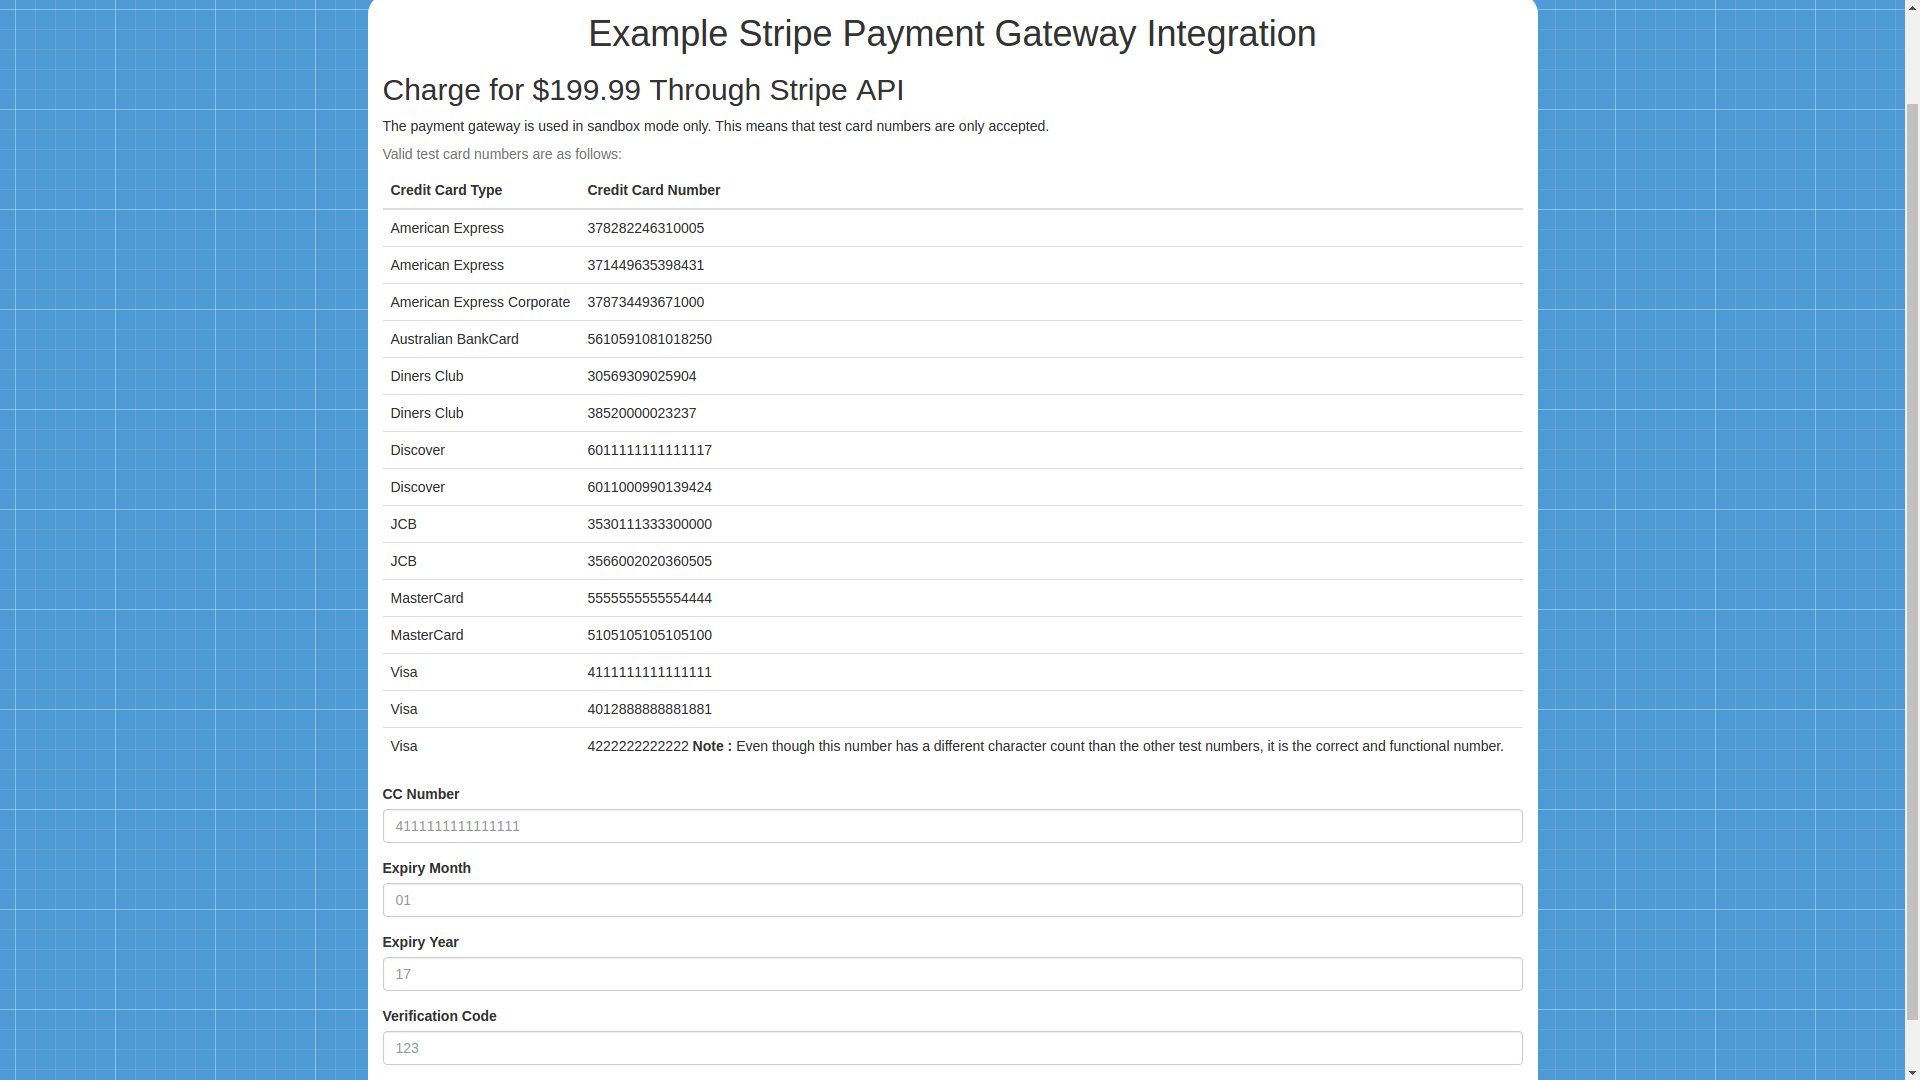 Example Stripe Payment Gateway Integration
Charge for $199.99 Through Stripe API
The payment gateway is used in sandbox mode only. This means that test card numbers are only accepted.
Valid test card numbers are as follows:
Credit Card Type Credit Card Number
American Express 378282246310005
American Express 371449635398431
American Express Corporate 378734493671000
Australian BankCard 5610591081018250
Diners Club 30569309025904
Diners Club 38520000023237
Discover 6011111111111117
Discover 6011000990139424
JCB 3530111333300000
JCB 3566002020360505
MasterCard 5555555555554444
MasterCard 5105105105105100
Visa 4111111111111111
Visa 4012888888881881
Visa 4222222222222 Note : Even though this number has a different character count than the other test numbers, it is the correct and functional number.
CC Number
4111111111111111
Expiry Month
01
Expiry Year
17
Verification Code
123